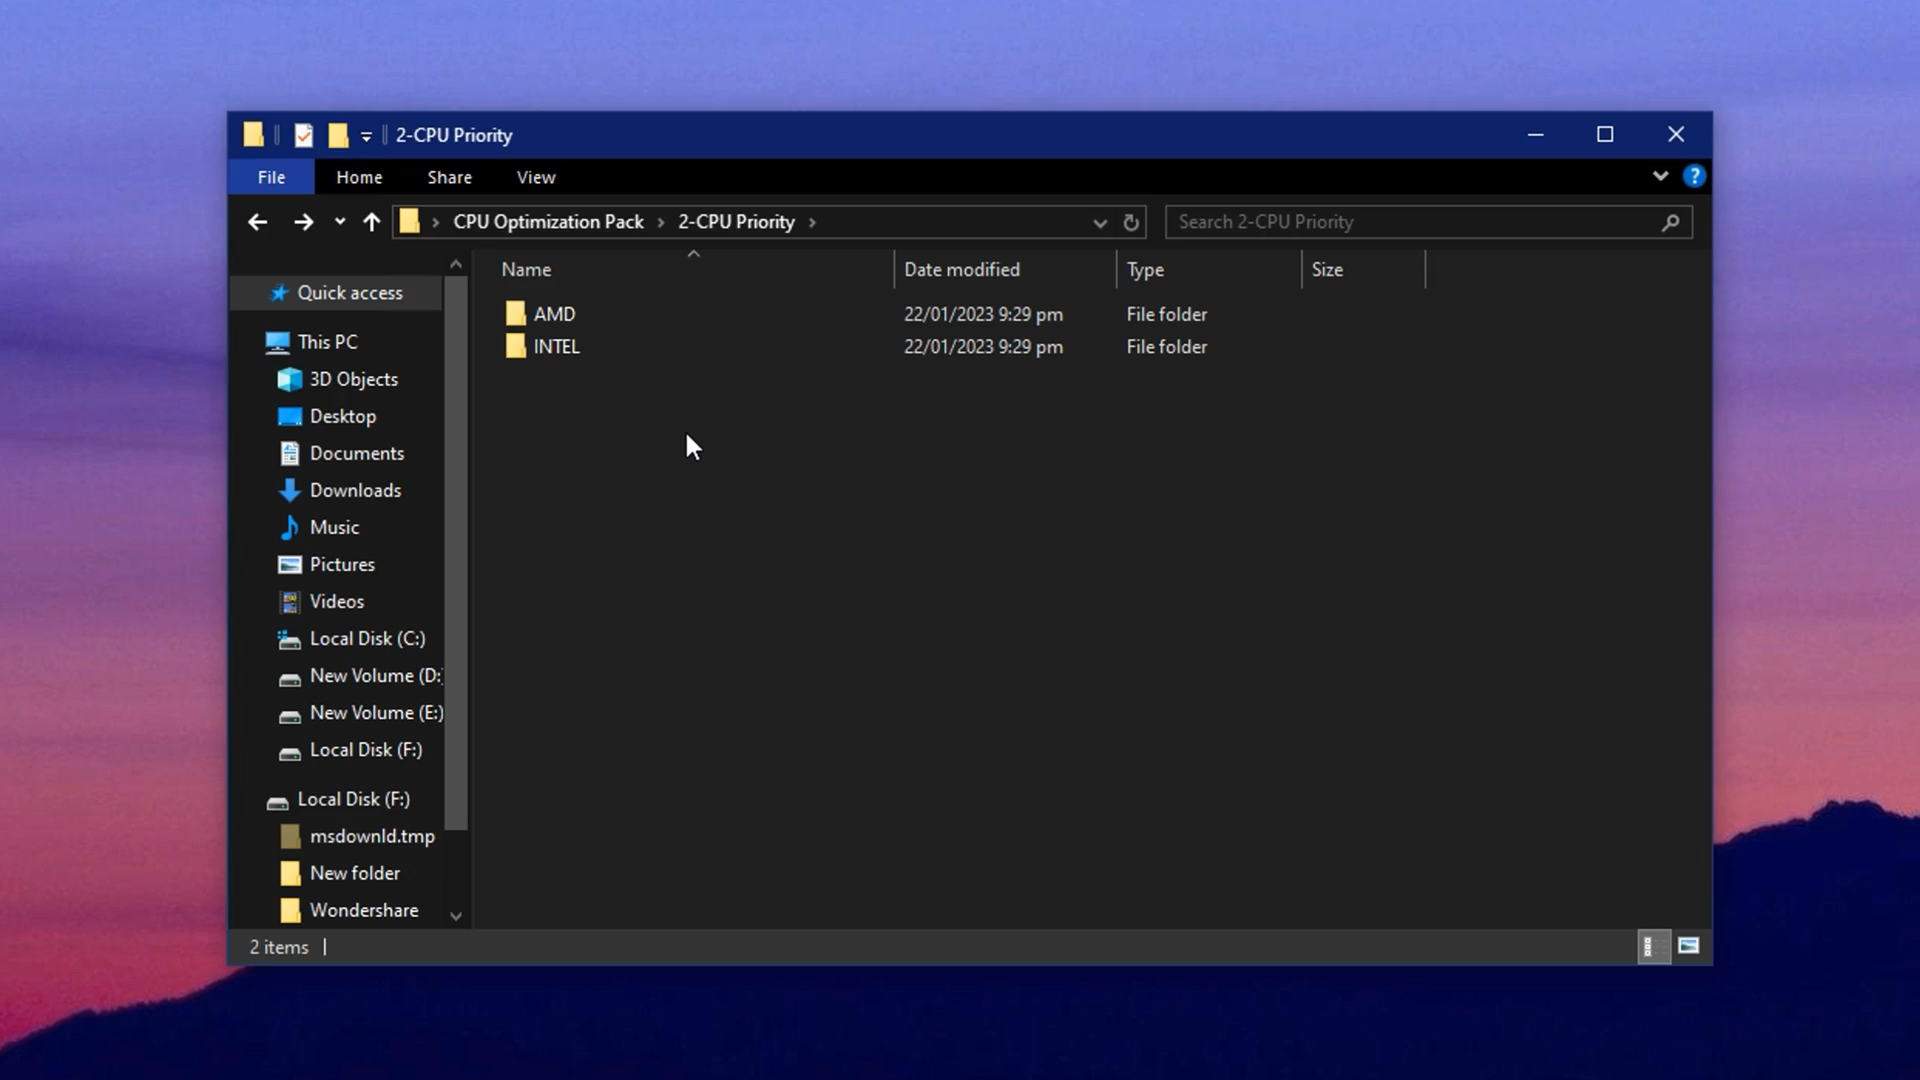 2-CPU Priority
File Home Share View
CPU Optimization Pack 2-CPU Priority Search 2-CPU Priority
Name Date modified Type Size
AMD 22/01/2023 9:29 pm File folder
INTEL 22/01/2023 9:29 pm File folder
Quick access
This PC
3D Objects
Desktop
Documents
Downloads
Music
Pictures
Videos
Local Disk (C:)
New Volume (D:)
New Volume (E:)
Local Disk (F:)
Local Disk (F:)
msdownld.tmp
New folder
Wondershare
2 items